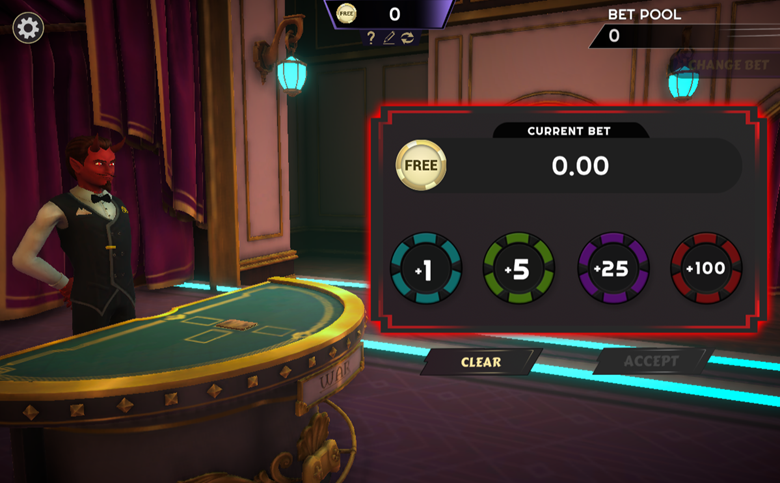 FREE 0
?
BET POOL
0
CHANGE BET
CURRENT BET
FREE 0.00
+1 +5 +25 +100
CLEAR ACCEPT
WAR